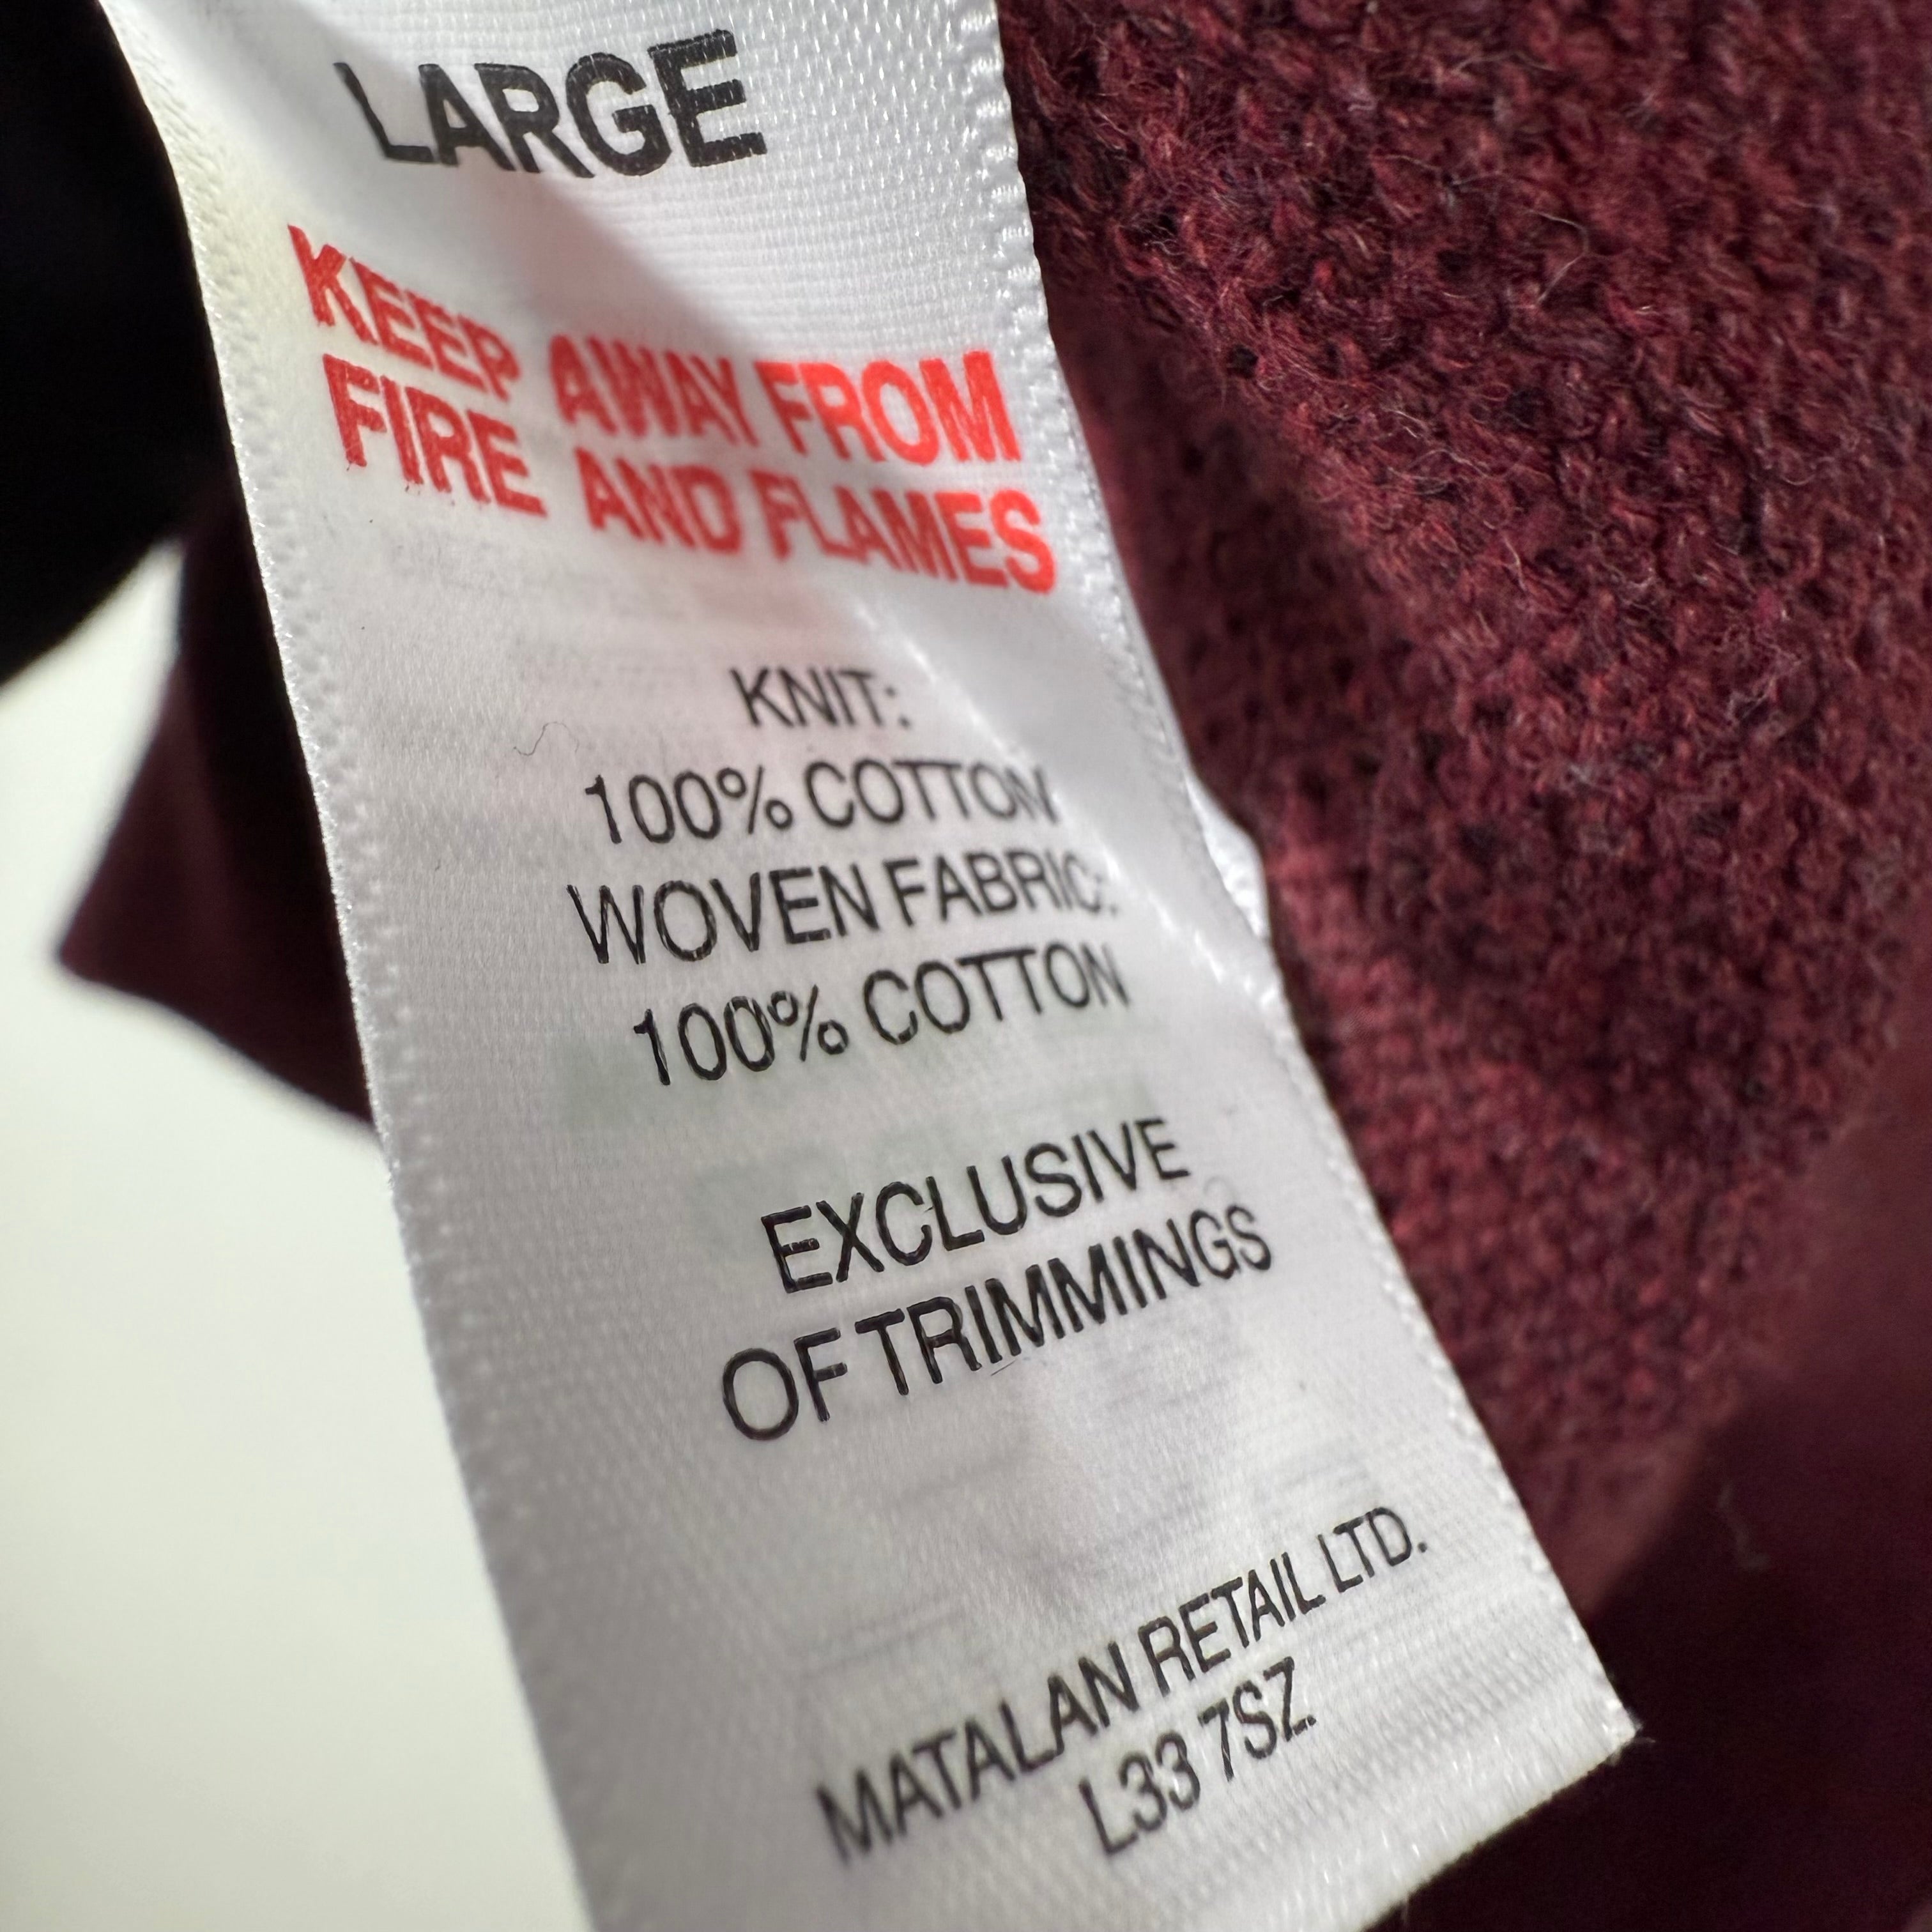 LARGE
KEEP AWAY FROM
FIRE AND FLAMES
KNIT:
100% COTTON
WOVEN FABRIC:
100% COTTON
EXCLUSIVE
OF TRIMMINGS
MATALAN RETAIL LTD.
L33 7SZ.